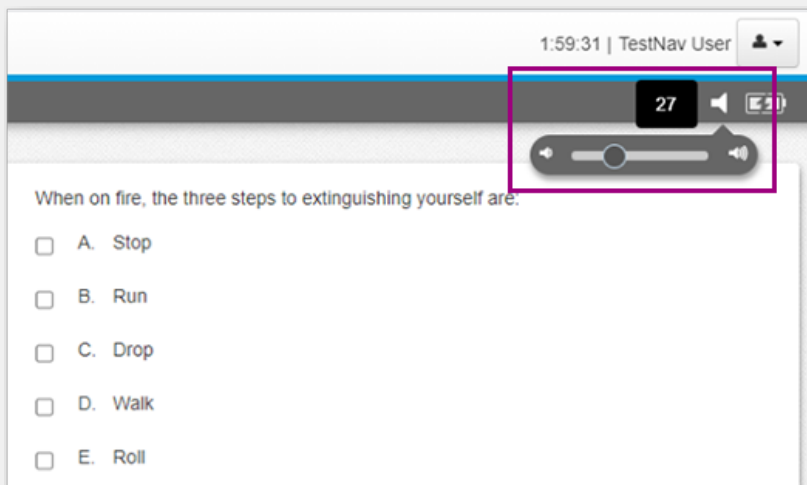 1:59:31 | TestNav User
27
When on fire, the three steps to extinguishing yourself are:
A. Stop
B. Run
C. Drop
D. Walk
E. Roll